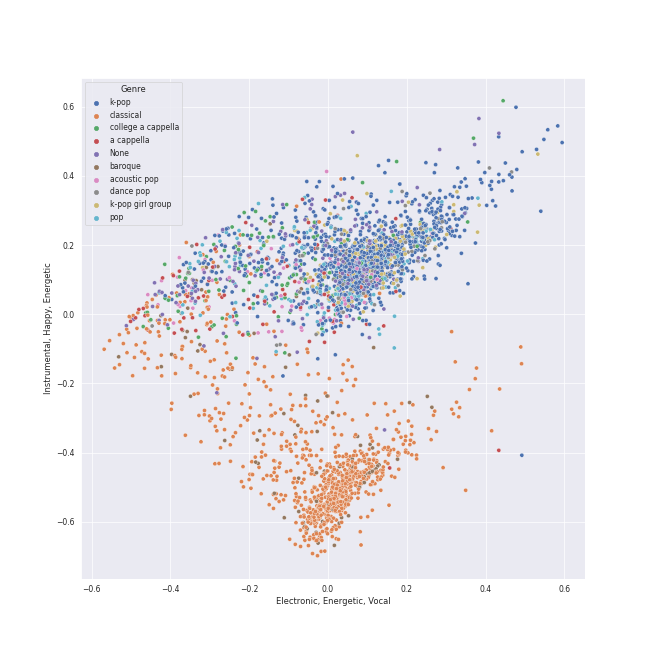 Genre
k-pop
classical
college a cappella
a cappella
None
baroque
acoustic pop
dance pop
k-pop girl group
pop
0.6
0.4
0.2
0.0
−0.2
−0.4
−0.6
Instrumental, Happy, Energetic
−0.6 −0.4 −0.2 0.0 0.2 0.4 0.6
Electronic, Energetic, Vocal